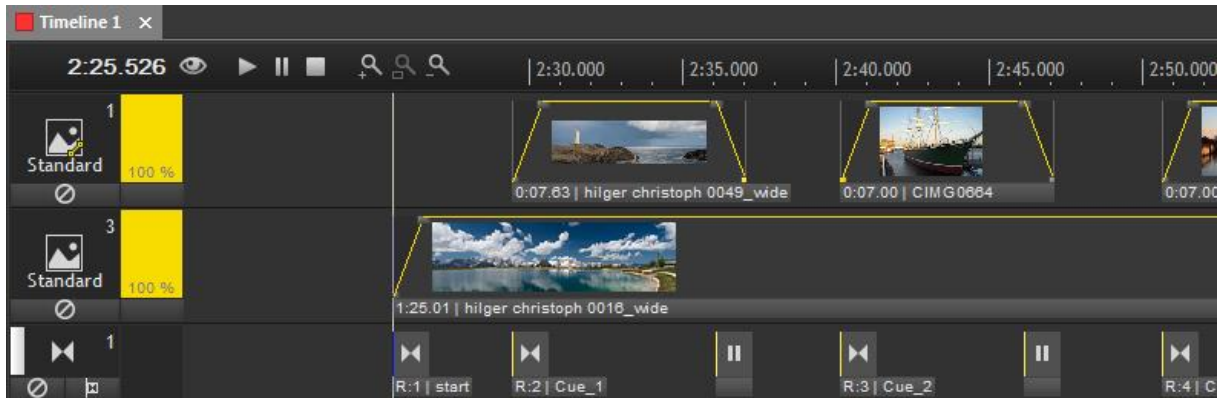 Timeline 1 ×
2:25.526 2:30.000 2:35.000 2:40.000 2:45.000 2:50.000
1
Standard
100 %
0:07.63 | hilger christoph 0049_wide 0:07.00 | CIMG0664 0:07.00
3
Standard
100 %
1:25.01 | hilger christoph 0016_wide
1
R:1 | start R:2 | Cue_1 R:3 | Cue_2 R:4 | C